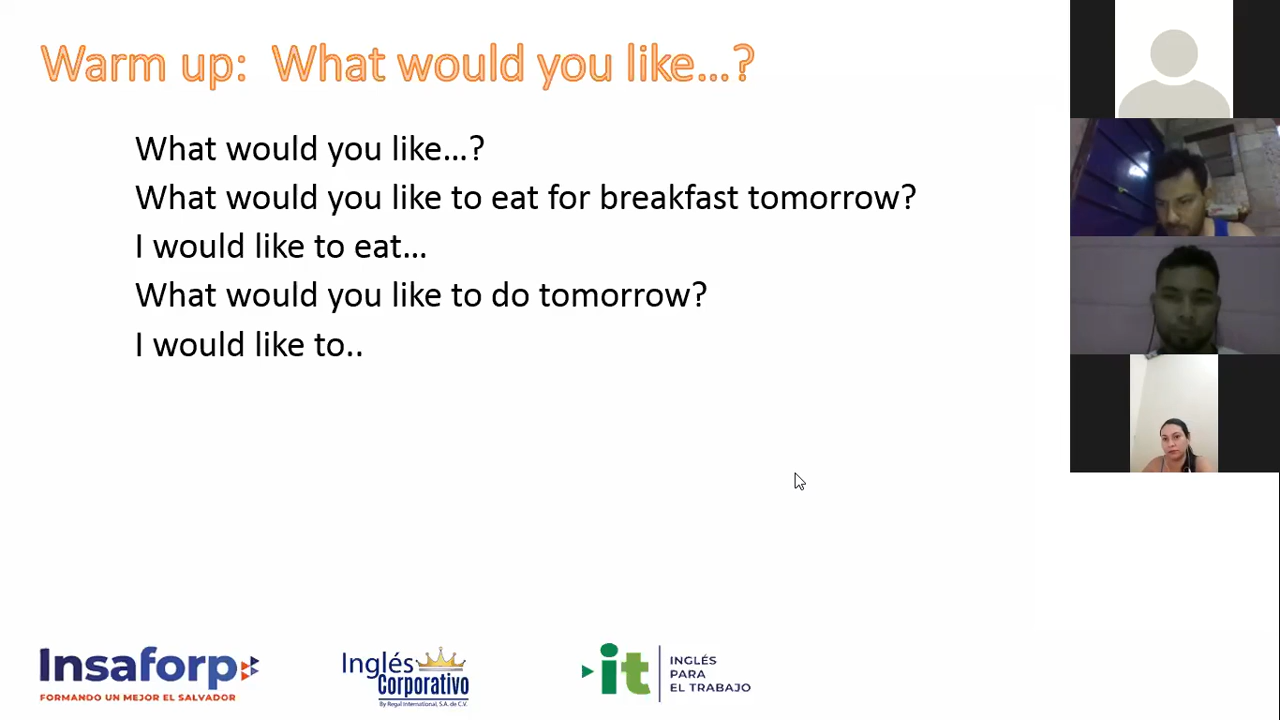 Warm up: What would you like...?
What would you like...?
What would you like to eat for breakfast tomorrow?
I would like to eat...
What would you like to do tomorrow?
I would like to..
Insaforp
FORMANDO UN MEJOR EL SALVADOR
Inglés
Corporativo
By Regal International, S.A. de C.V.
it
INGLÉS
PARA
EL TRABAJO